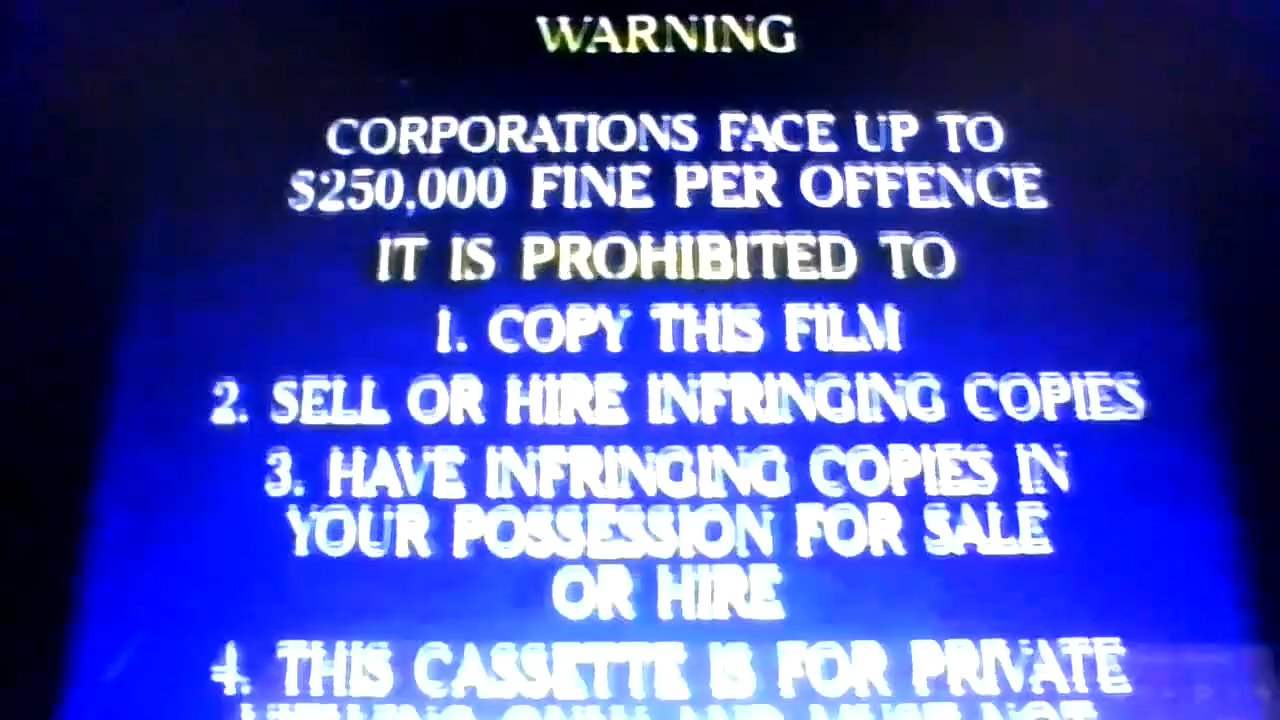 WARNING
CORPORATIONS FACE UP TO
$250,000 FINE PER OFFENCE
IT IS PROHIBITED TO
1. COPY THIS FILM
2. SELL OR HIRE INFRINGING COPIES
3. HAVE INFRINGING COPIES IN
YOUR POSSESSION FOR SALE
OR HIRE
4. THIS CASSETTE IS FOR PRIVATE